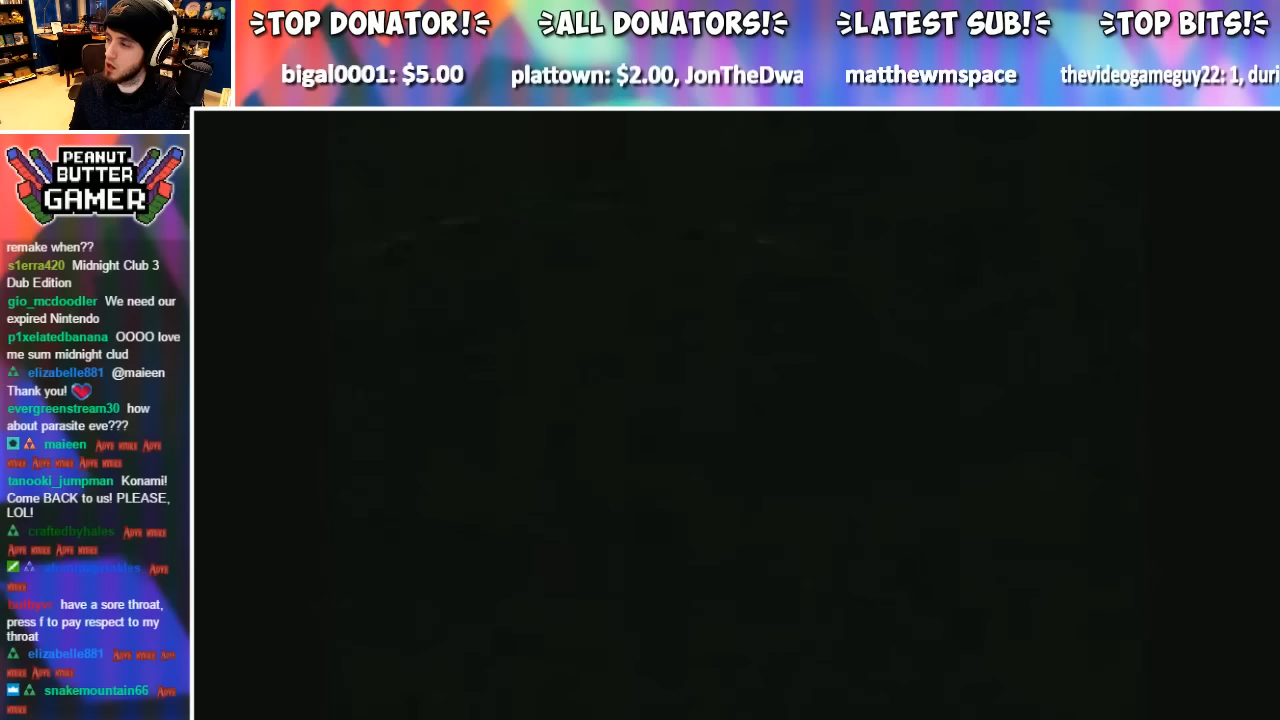 TOP DONATOR!
ALL DONATORS!
LATEST SUB!
TOP BITS!
bigal0001: $5.00
plattown: $2.00, JonTheDwa
matthewmspace
thevideogameguy22: 1, duri
PEANUT
BUTTER
GAMER
remake when??
s1erra420 Midnight Club 3
Dub Edition
gio_mcdoodler We need our
expired Nintendo
p1xelatedbanana OOOO love
me sum midnight clud
elizabelle881 @maieen
Thank you!
evergreenstream30 how
about parasite eve???
maieen
tanooki_jumpman Konami!
Come BACK to us! PLEASE,
LOL!
craftedbyhales
have a sore throat,
press f to pay respect to my
throat
elizabelle881
snakemountain66